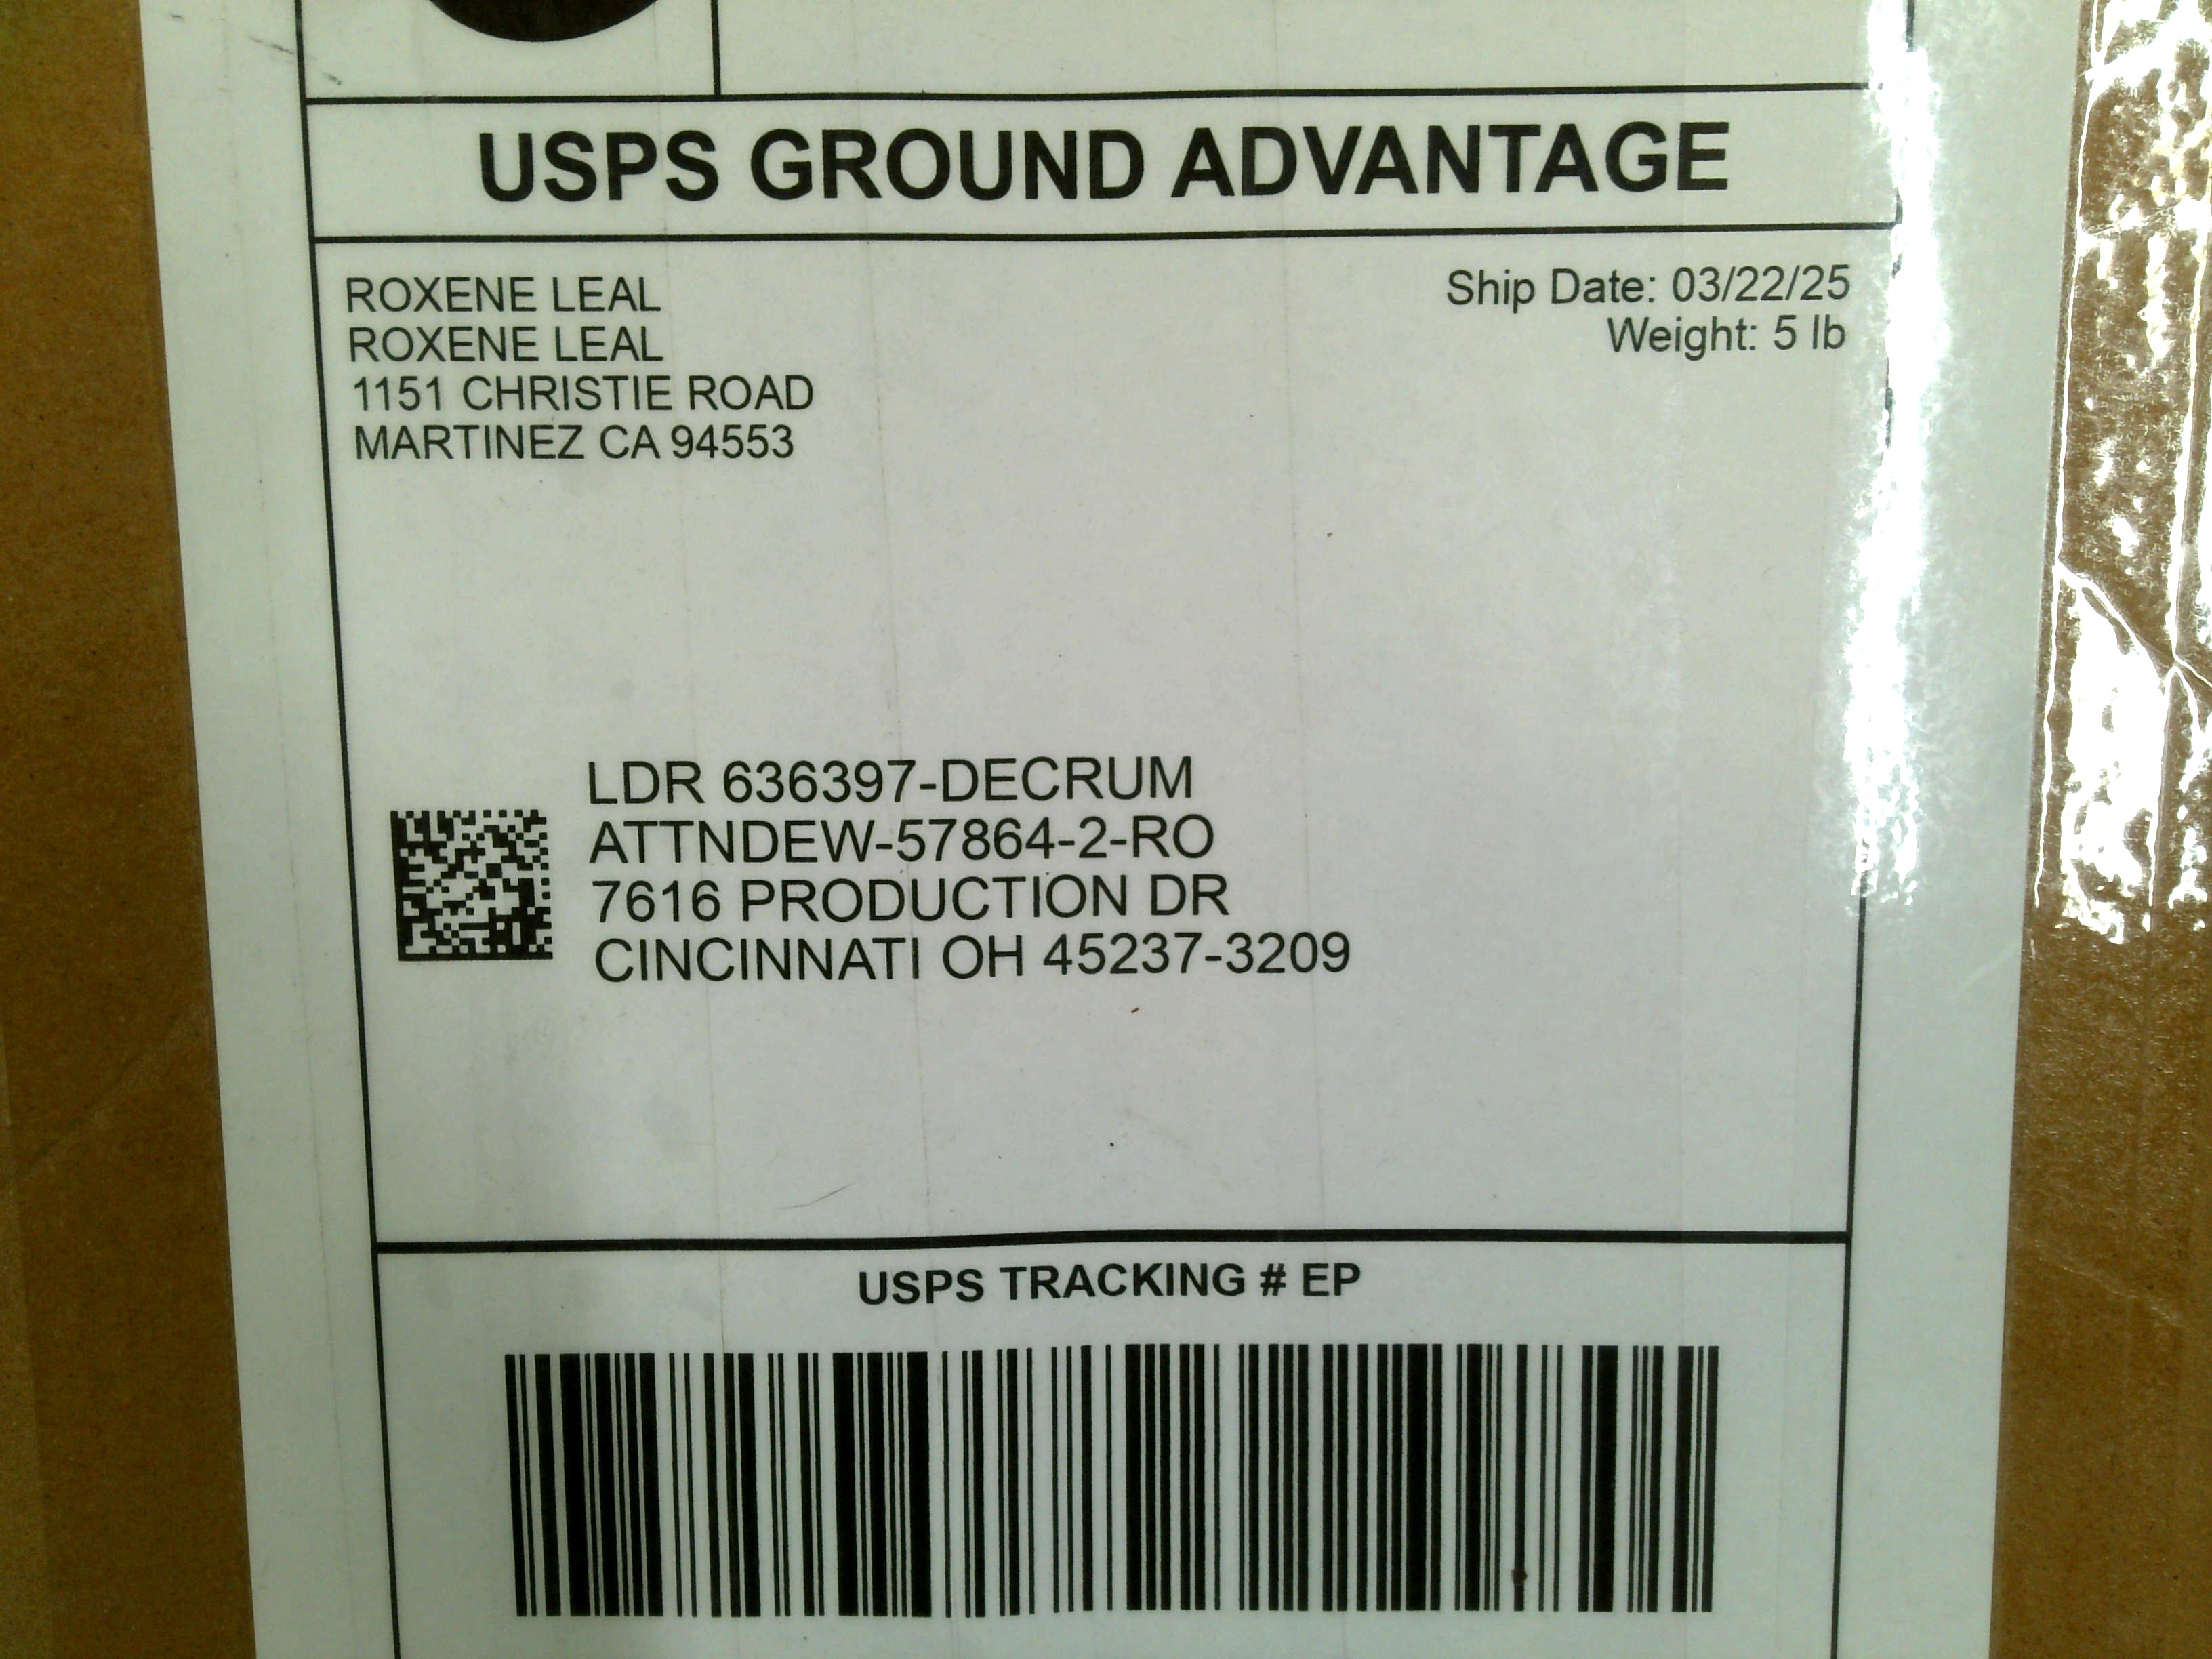 USPS GROUND ADVANTAGE
ROXENE LEAL
ROXENE LEAL
1151 CHRISTIE ROAD
MARTINEZ CA 94553
Ship Date: 03/22/25
Weight: 5 lb
LDR 636397-DECRUM
ATTNDEW-57864-2-RO
7616 PRODUCTION DR
CINCINNATI OH 45237-3209
USPS TRACKING # EP